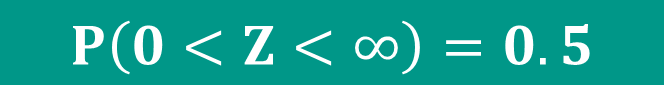 P(0 < Z < ∞) = 0.5